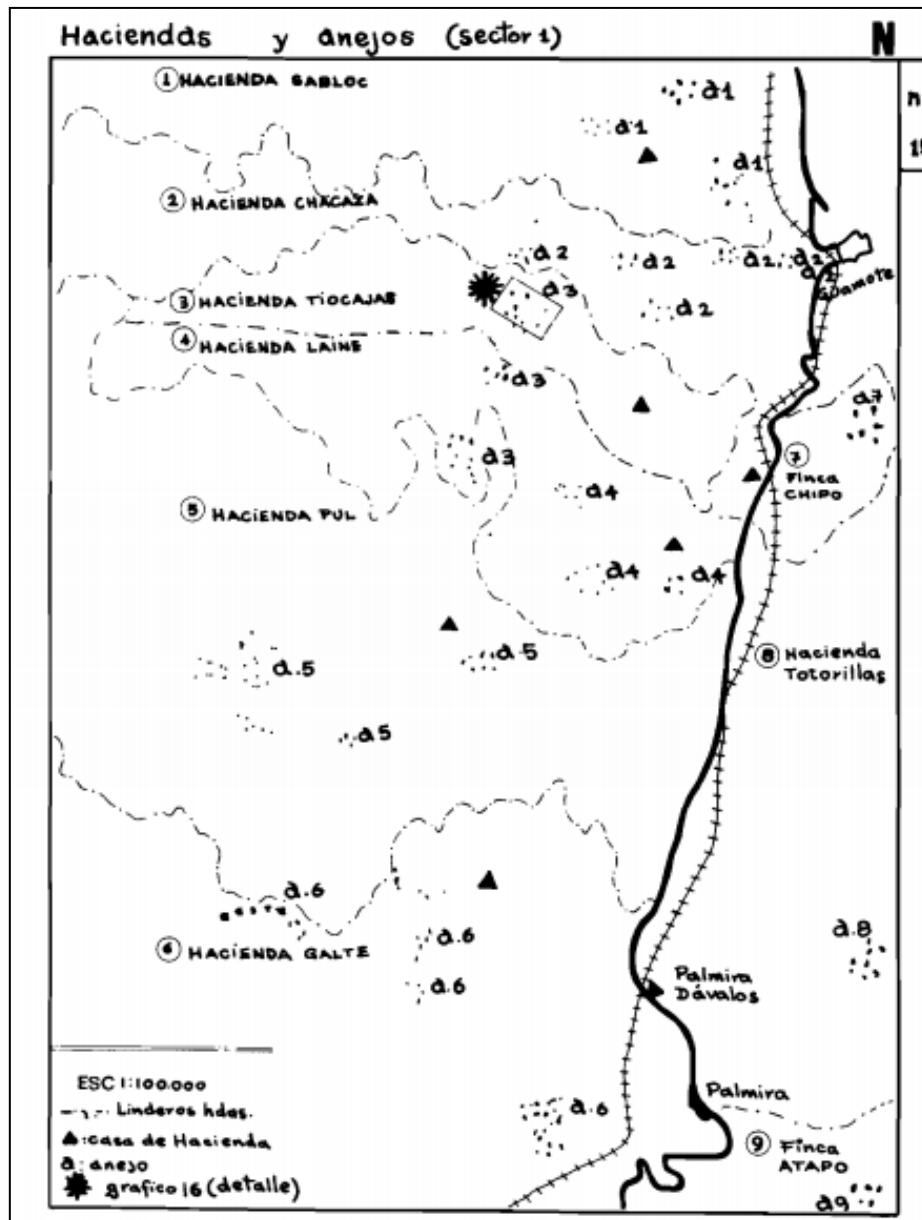 Haciendas y anejos (sector 1) N
① HACIENDA SABLOC
a1
a1
a1
n
② HACIENDA CHACAZA
a2
a2
a2
a2
a2
Guamote
③ HACIENDA TIOCAJAS
a3
a2
④ HACIENDA LAINE
a3
a7
a3
⑦
Finca
CHIPO
a4
⑤ HACIENDA PUL
a4
a4
a.5
a.5
⑧ Hacienda
Totorillas
a5
a.6
a.6
⑥ HACIENDA GALTE
a.6
a.8
Palmira
Dávalos
ESC 1:100.000
Linderos hdas.
casa de Hacienda
a: anejo
grafico 16 (detalle)
a.6
Palmira
⑨ Finca
ATAPO
a9